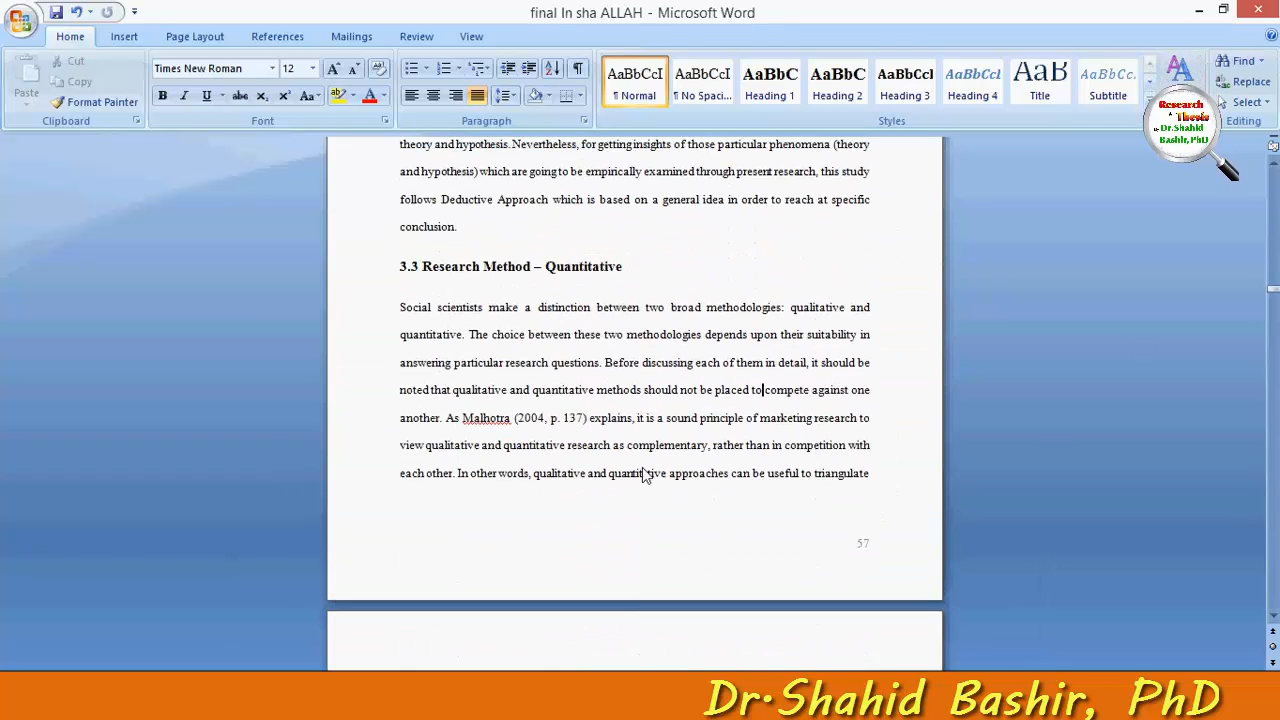 final In sha ALLAH - Microsoft Word
Home Insert Page Layout References Mailings Review View
Paste
Cut
Copy
Format Painter
Clipboard
Times New Roman 12
B I U abc x₂ x² Aa
Font
Paragraph
AaBbCcI AaBbCcI AaBbC AaBbC AaBbCcI AaBbCcI AaB AaBbCc.
¶ Normal ¶ No Spaci... Heading 1 Heading 2 Heading 3 Heading 4 Title Subtitle
Styles
Find
Replace
Select
Editing
Research
Thesis
Dr.Shahid
Bashir, PhD
theory and hypothesis. Nevertheless, for getting insights of those particular phenomena (theory
and hypothesis) which are going to be empirically examined through present research, this study
follows Deductive Approach which is based on a general idea in order to reach at specific
conclusion.
3.3 Research Method – Quantitative
Social scientists make a distinction between two broad methodologies: qualitative and
quantitative. The choice between these two methodologies depends upon their suitability in
answering particular research questions. Before discussing each of them in detail, it should be
noted that qualitative and quantitative methods should not be placed to compete against one
another. As Malhotra (2004, p. 137) explains, it is a sound principle of marketing research to
view qualitative and quantitative research as complementary, rather than in competition with
each other. In other words, qualitative and quantitative approaches can be useful to triangulate
57
Dr.Shahid Bashir, PhD